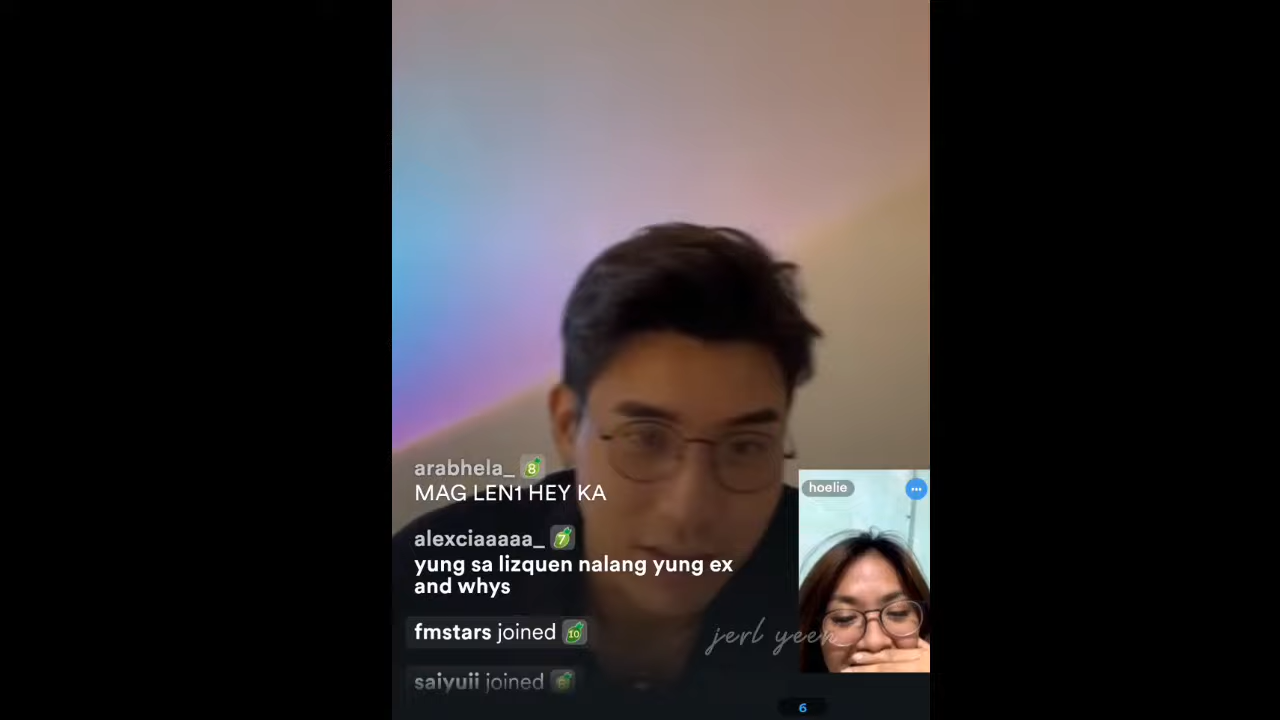 arabhela_ 8
MAG LEN1 HEY KA
hoelie
alexciaaaaa_ 7
yung sa lizquen nalang yung ex
and whys
fmstars joined 10
jerl yeen
saiyuii joined
6